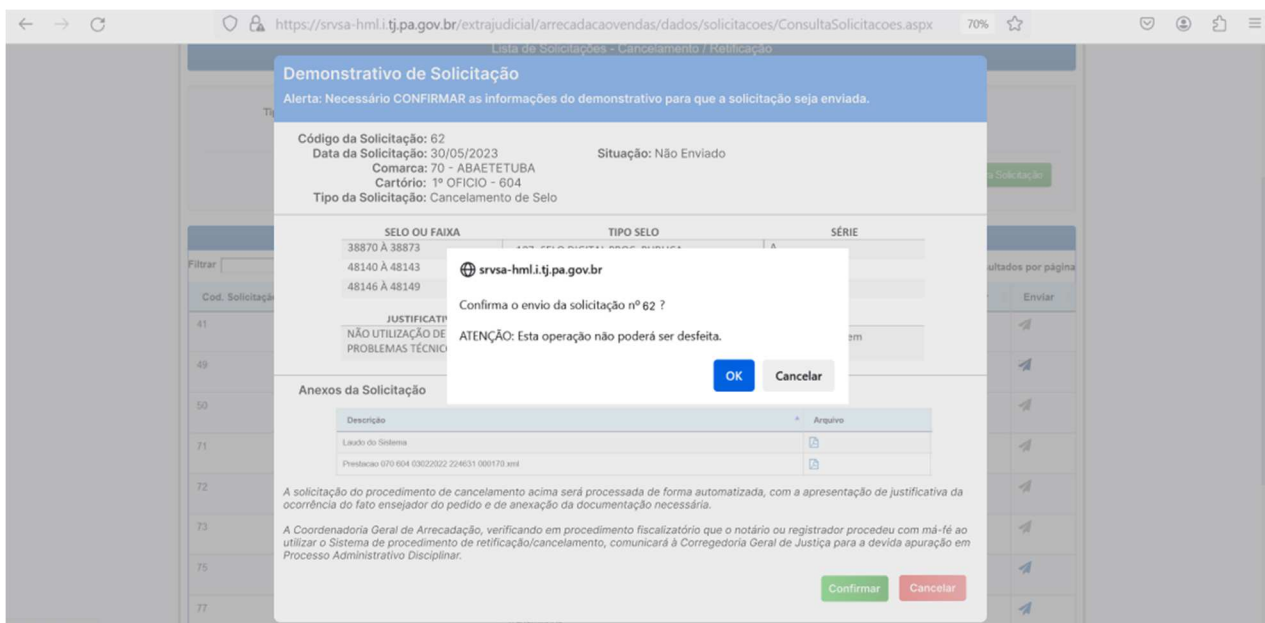 https://srvsa-hml.i.tj.pa.gov.br/extrajudicial/arrecadacaovendas/dados/solicitacoes/ConsultaSolicitacoes.aspx 70%
Lista de Solicitações - Cancelamento / Retificação
Demonstrativo de Solicitação
Alerta: Necessário CONFIRMAR as informações do demonstrativo para que a solicitação seja enviada.
Código da Solicitação: 62
Data da Solicitação: 30/05/2023 Situação: Não Enviado
Comarca: 70 - ABAETETUBA
Cartório: 1º OFICIO - 604
Tipo da Solicitação: Cancelamento de Selo
Solicitação
SELO OU FAIXA TIPO SELO SÉRIE
38870 À 38873
48140 À 48143
48146 À 48149
Filtrar
por página
Cod. Solicitaçã Enviar
srvsa-hml.i.tj.pa.gov.br
Confirma o envio da solicitação nº 62 ?
ATENÇÃO: Esta operação não poderá ser desfeita.
OK Cancelar
JUSTIFICATI
NÃO UTILIZAÇÃO DE
PROBLEMAS TÉCNIC
em
Anexos da Solicitação
Descrição Arquivo
Laudo do Sistema
Prestacao 070 604 03022022 224631 000170.xml
A solicitação do procedimento de cancelamento acima será processada de forma automatizada, com a apresentação de justificativa da
ocorrência do fato ensejador do pedido e de anexação da documentação necessária.
A Coordenadoria Geral de Arrecadação, verificando em procedimento fiscalizatório que o notário ou registrador procedeu com má-fé ao
utilizar o Sistema de procedimento de retificação/cancelamento, comunicará à Corregedoria Geral de Justiça para a devida apuração em
Processo Administrativo Disciplinar.
Confirmar Cancelar
41
49
50
71
72
73
75
77